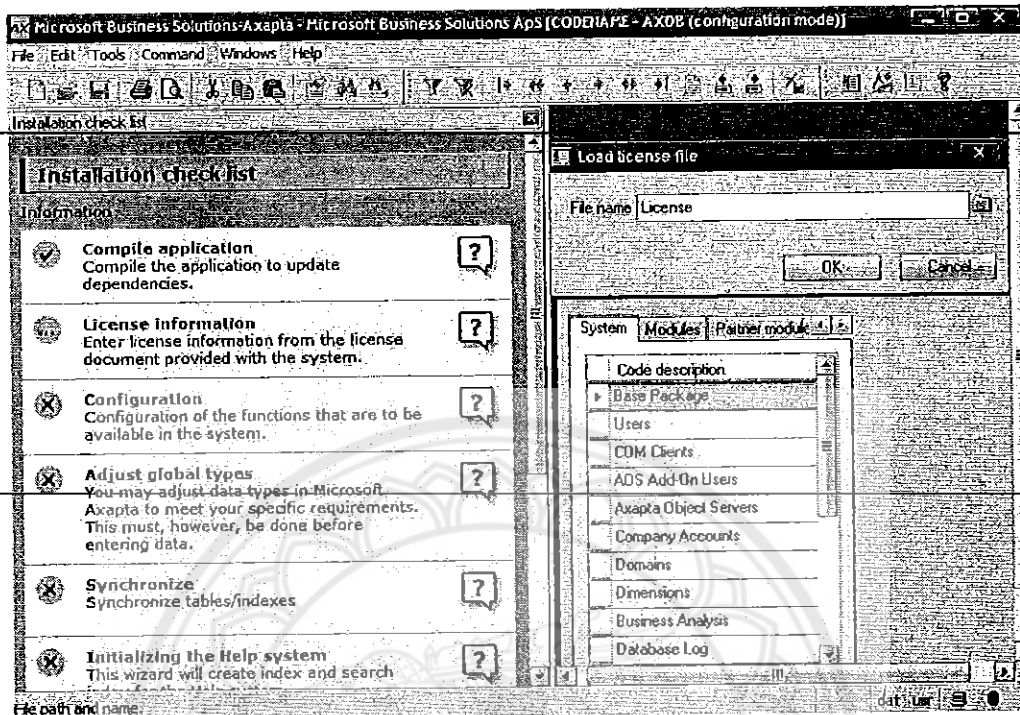 Microsoft Business Solutions-Axapta - Microsoft Business Solutions ApS [CODENAME - AXDB (configuration mode)]
File Edit Tools Command Windows Help
Installation check list
Installation check list
Information
Compile application
Compile the application to update
dependencies.
License information
Enter license information from the license
document provided with the system.
Configuration
Configuration of the functions that are to be
available in the system.
Adjust global types
You may adjust data types in Microsoft
Axapta to meet your specific requirements.
This must, however, be done before
entering data.
Synchronize
Synchronize tables/indexes
Initializing the Help system
This wizard will create index and search
Load license file
File name License
OK Cancel
System Modules Partner module
Code description
Base Package
Users
COM Clients
AOS Add-On Users
Axapta Object Servers
Company Accounts
Domains
Dimensions
Business Analysis
Database Log
File path and name.
dat usr